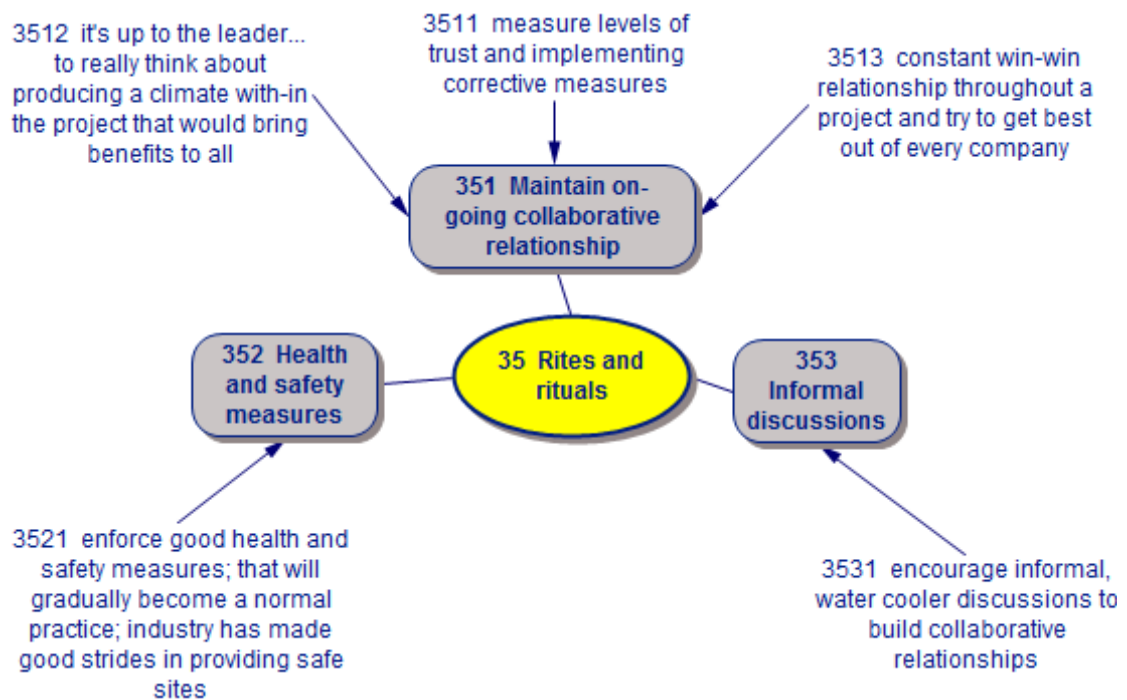 3512 it's up to the leader...
to really think about
producing a climate with-in
the project that would bring
benefits to all
3511 measure levels of
trust and implementing
corrective measures
3513 constant win-win
relationship throughout a
project and try to get best
out of every company
351 Maintain on-
going collaborative
relationship
352 Health
and safety
measures
35 Rites and
rituals
353
Informal
discussions
3521 enforce good health and
safety measures; that will
gradually become a normal
practice; industry has made
good strides in providing safe
sites
3531 encourage informal,
water cooler discussions to
build collaborative
relationships